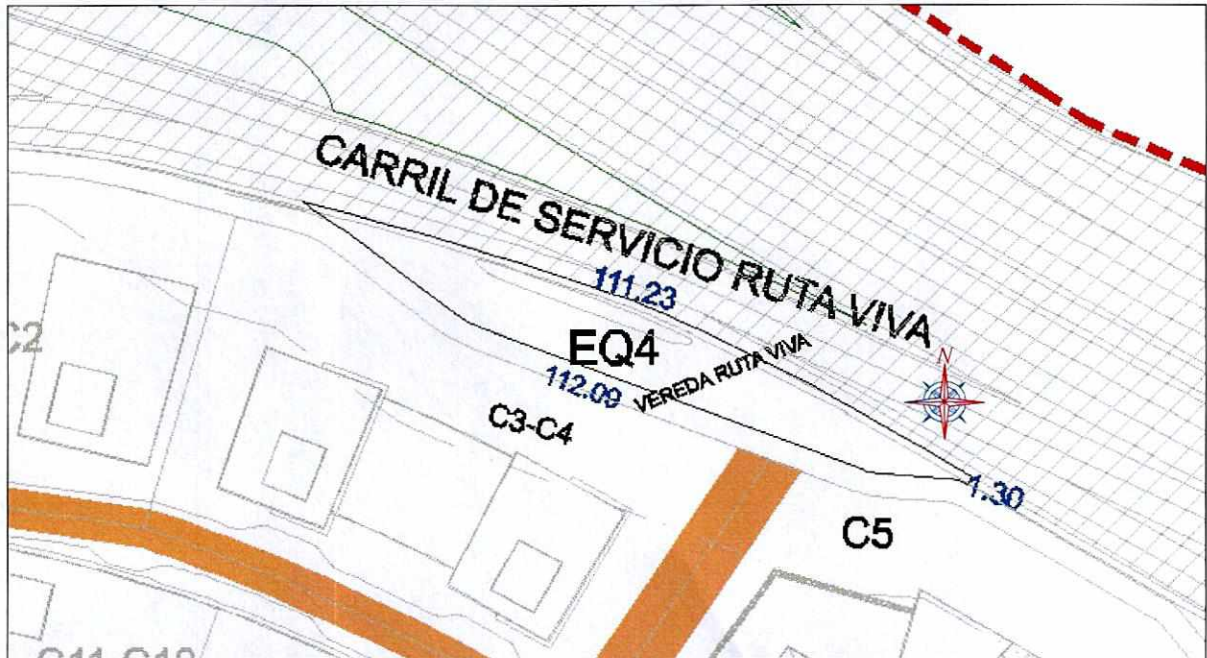 CARRIL DE SERVICIO RUTA VIVA
111.23
N
EQ4
VEREDA RUTA VIVA
112.09
C3-C4
1.30
C5